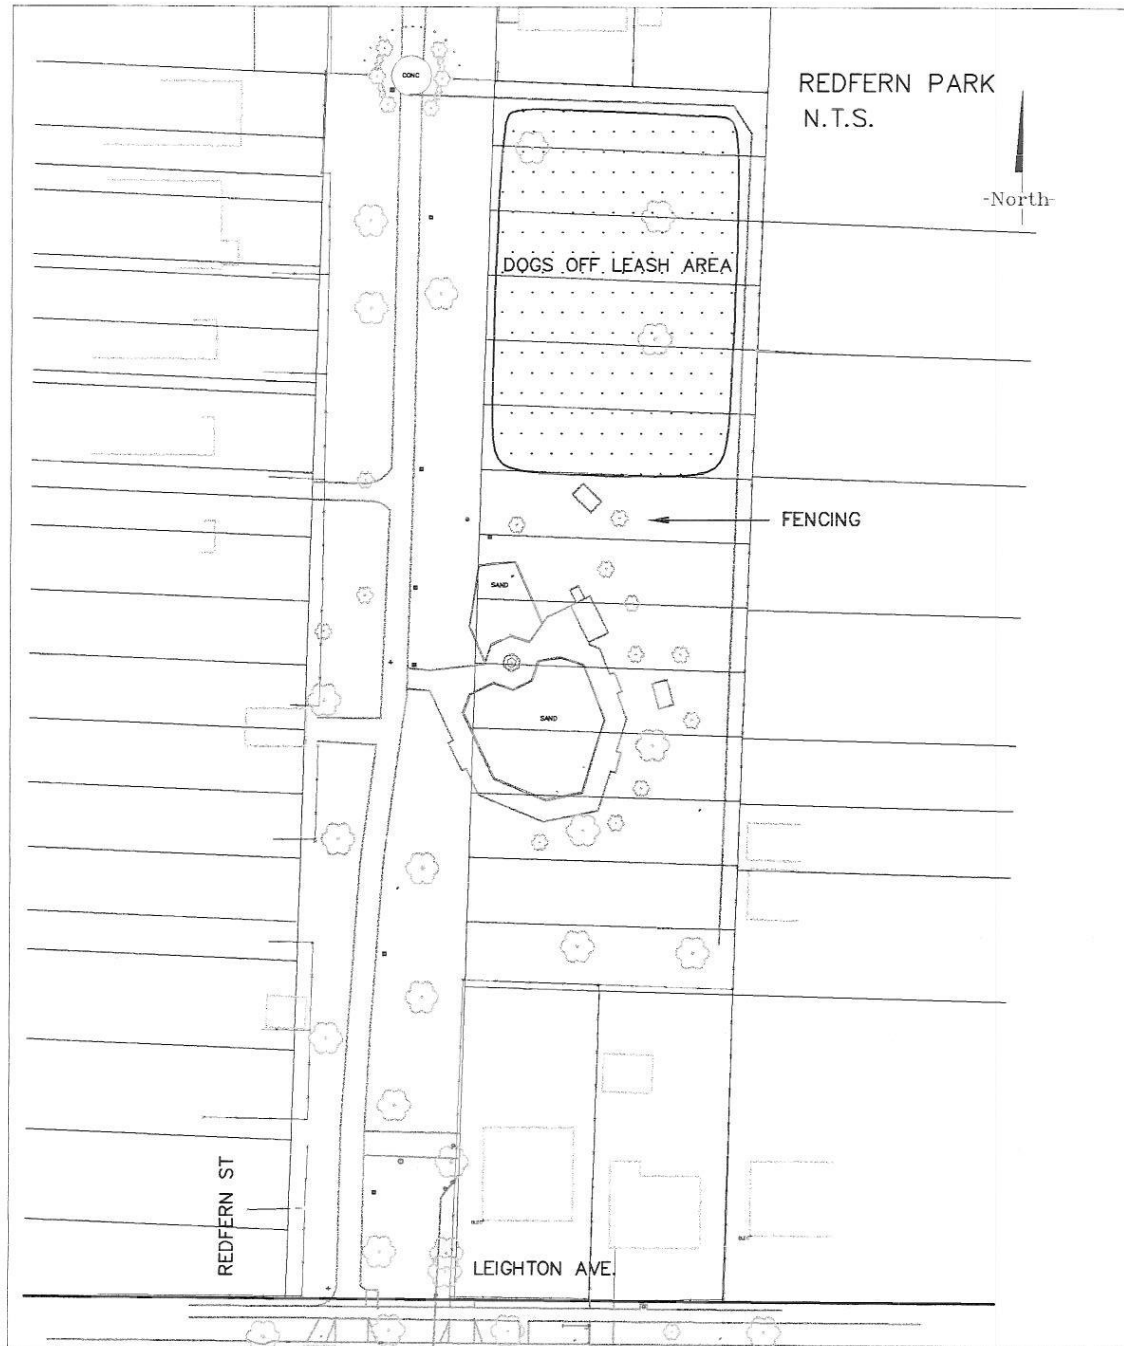 CONC
REDFERN PARK
N.T.S.
-North-
DOGS OFF LEASH AREA
FENCING
SAND
SAND
REDFERN ST
LEIGHTON AVE.